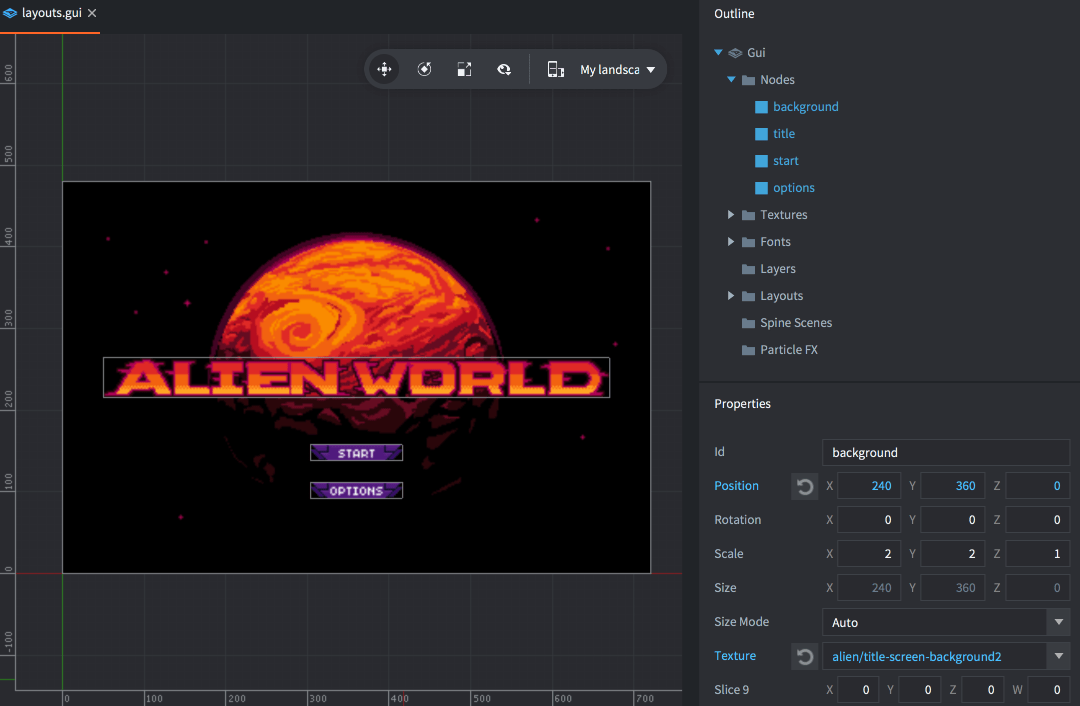 layouts.gui ×
My landsca
600
500
400
300
200
100
0
-100
ALIEN WORLD
START
OPTIONS
0 100 200 300 400 500 600 700
Outline
Gui
Nodes
background
title
start
options
Textures
Fonts
Layers
Layouts
Spine Scenes
Particle FX
Properties
Id background
Position X 240 Y 360 Z 0
Rotation X 0 Y 0 Z 0
Scale X 2 Y 2 Z 1
Size X 240 Y 360 Z 0
Size Mode Auto
Texture alien/title-screen-background2
Slice 9 X 0 Y 0 Z 0 W 0